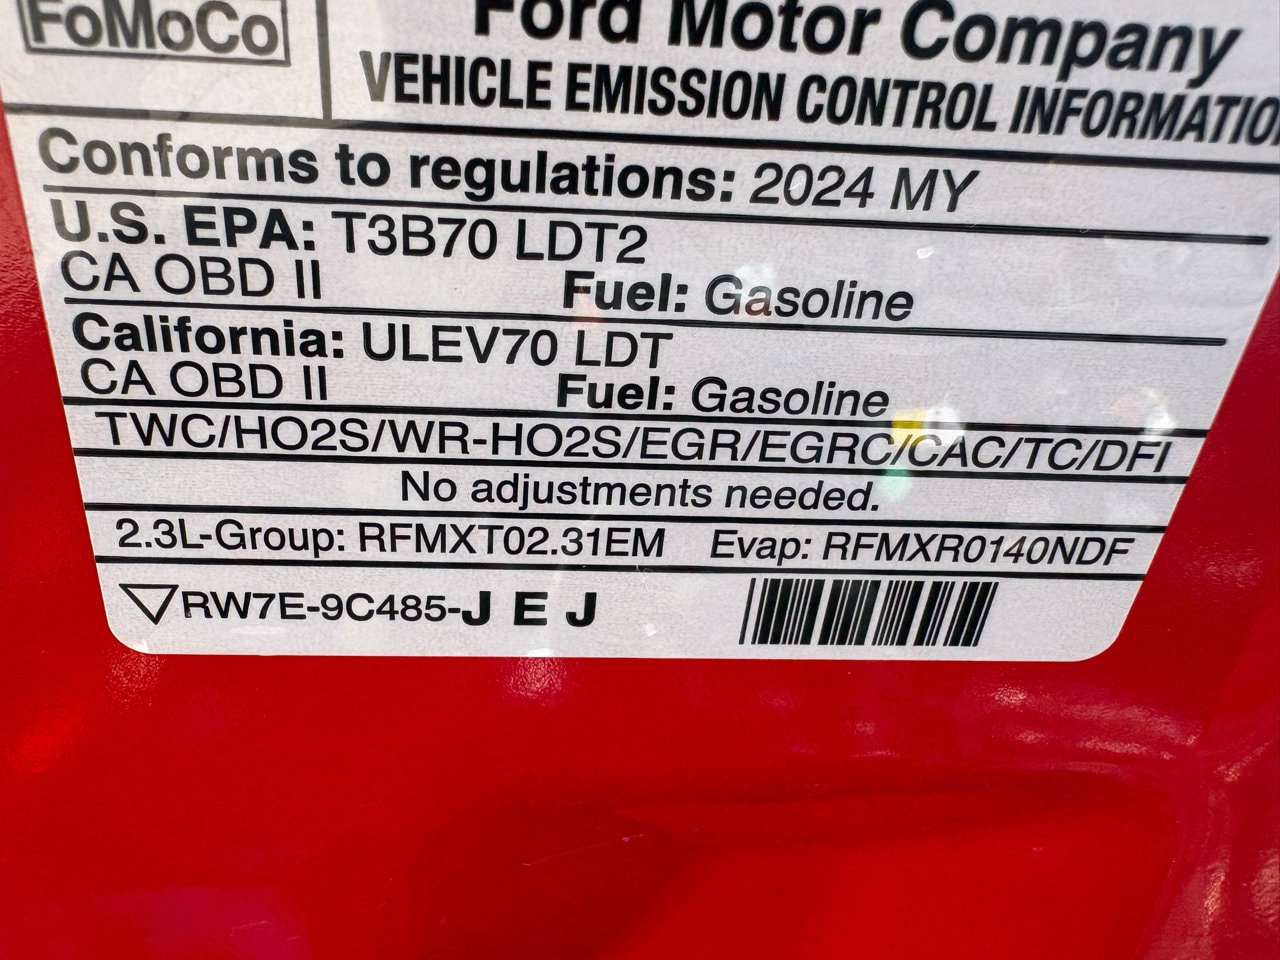 FoMoCo
Ford Motor Company
VEHICLE EMISSION CONTROL INFORMATIO
Conforms to regulations: 2024 MY
U.S. EPA: T3B70 LDT2
CA OBD II Fuel: Gasoline
California: ULEV70 LDT
CA OBD II Fuel: Gasoline
TWC/HO2S/WR-HO2S/EGR/EGRC/CAC/TC/DFI
No adjustments needed.
2.3L-Group: RFMXT02.31EM Evap: RFMXR0140NDF
RW7E-9C485-J E J